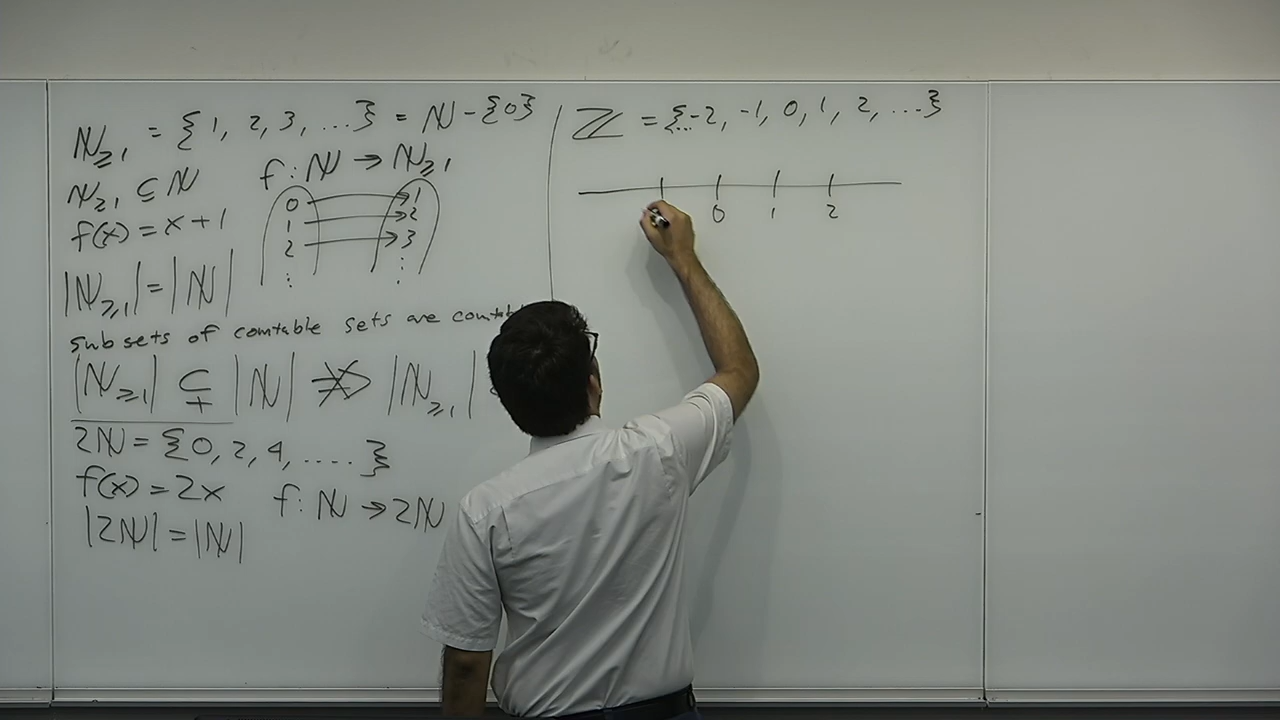 ℕ≥1 = {1, 2, 3, ...} = ℕ - {0}
ℕ≥1 ⊆ ℕ
f: ℕ → ℕ≥1
f(x) = x + 1
0 → 1
1 → 2
2 → 3
⋮ ⋮
|ℕ≥1| = |ℕ|
subsets of countable sets are
|ℕ≥1| ⊊ |ℕ| ⇏ |ℕ≥1|
2ℕ = {0, 2, 4, ....}
f(x) = 2x f: ℕ → 2ℕ
|2ℕ| = |ℕ|
ℤ = {...-2, -1, 0, 1, 2, ...}
0 1 2